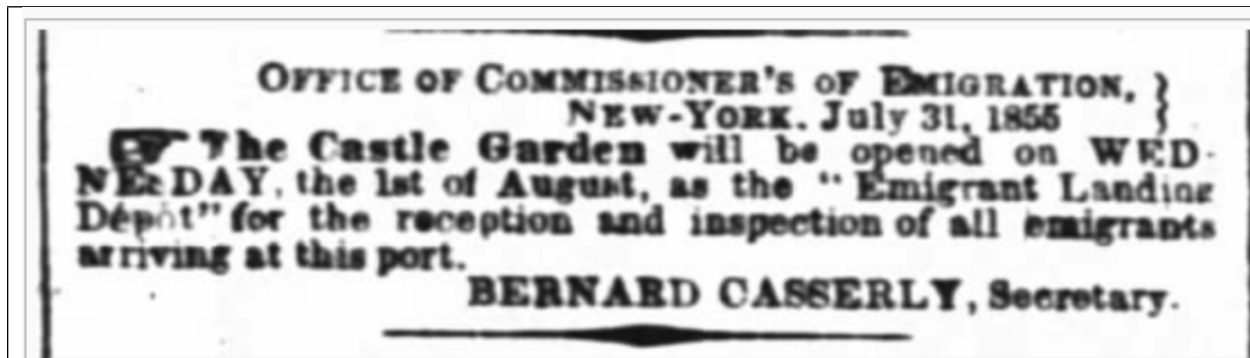 OFFICE OF COMMISSIONER'S OF EMIGRATION, }
NEW-YORK. July 31, 1855 }
☞ The Castle Garden will be opened on WED-
NESDAY, the 1st of August, as the "Emigrant Landing
Dépôt" for the reception and inspection of all emigrants
arriving at this port.
BERNARD CASSERLY, Secretary.